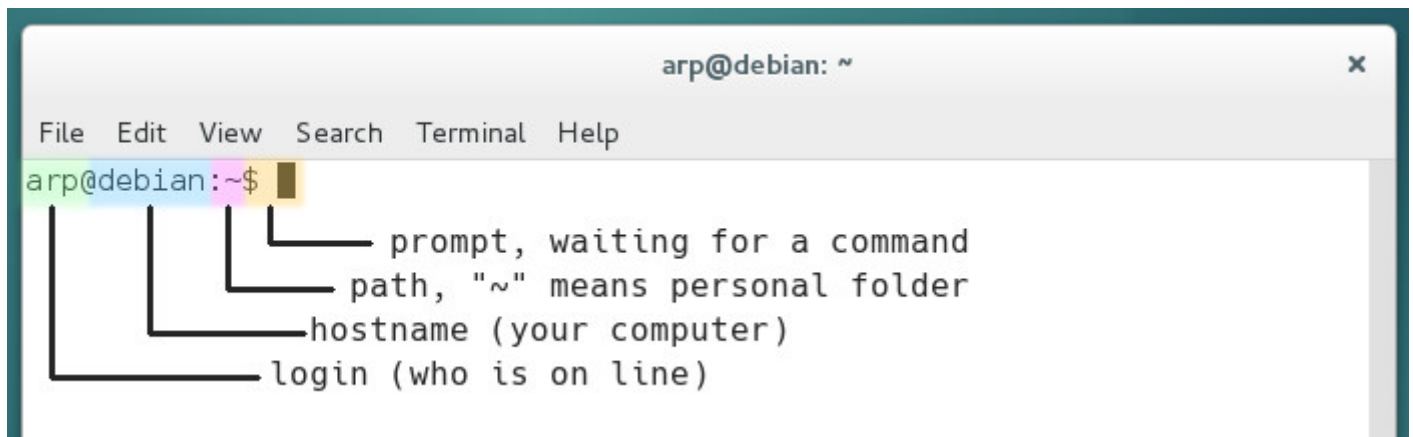 arp@debian: ~ ×
File Edit View Search Terminal Help
arp@debian:~$
prompt, waiting for a command
path, "~" means personal folder
hostname (your computer)
login (who is on line)